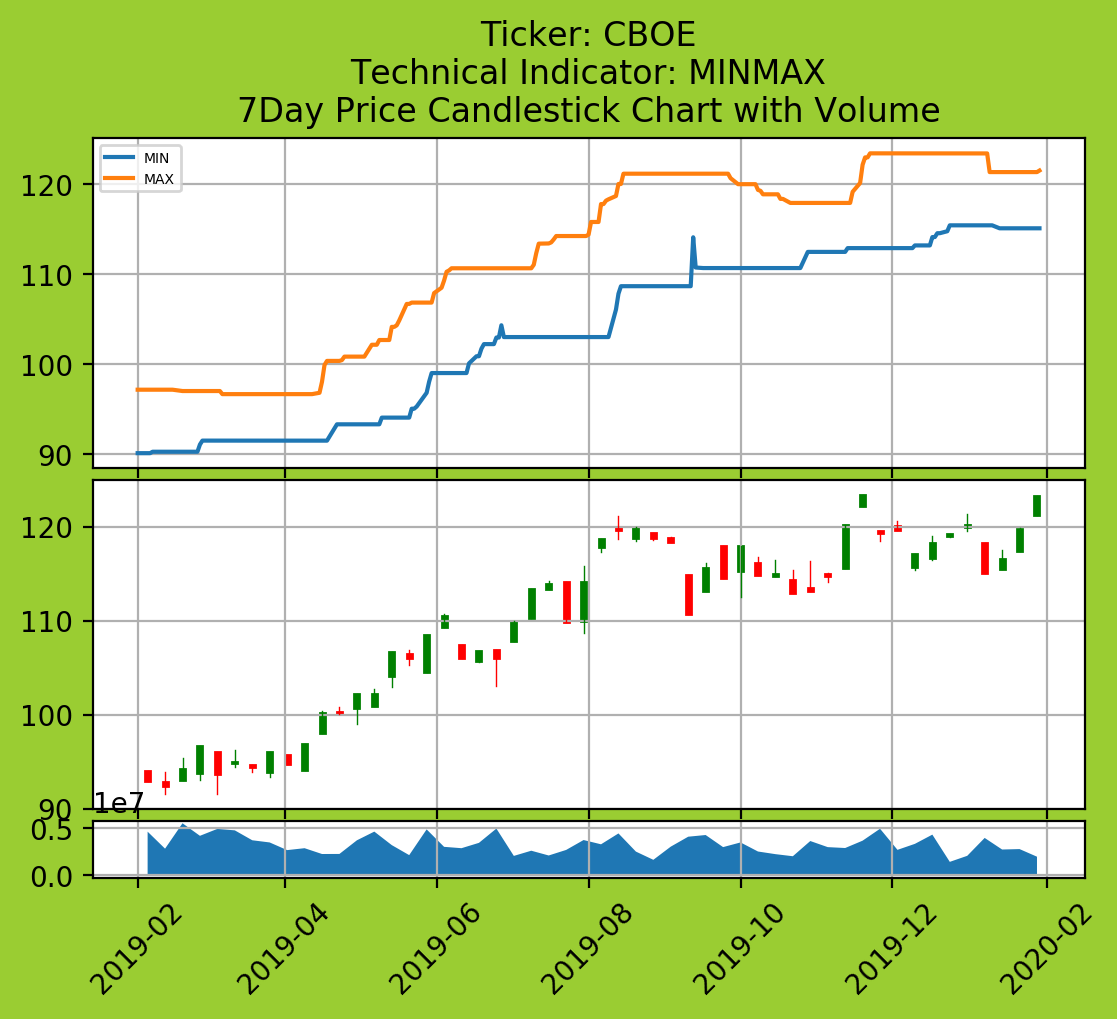 Ticker: CBOE
Technical Indicator: MINMAX
7Day Price Candlestick Chart with Volume
MIN
MAX
120
110
100
90
120
110
100
90
1e7
0.5
0.0
2019-02
2019-04
2019-06
2019-08
2019-10
2019-12
2020-02